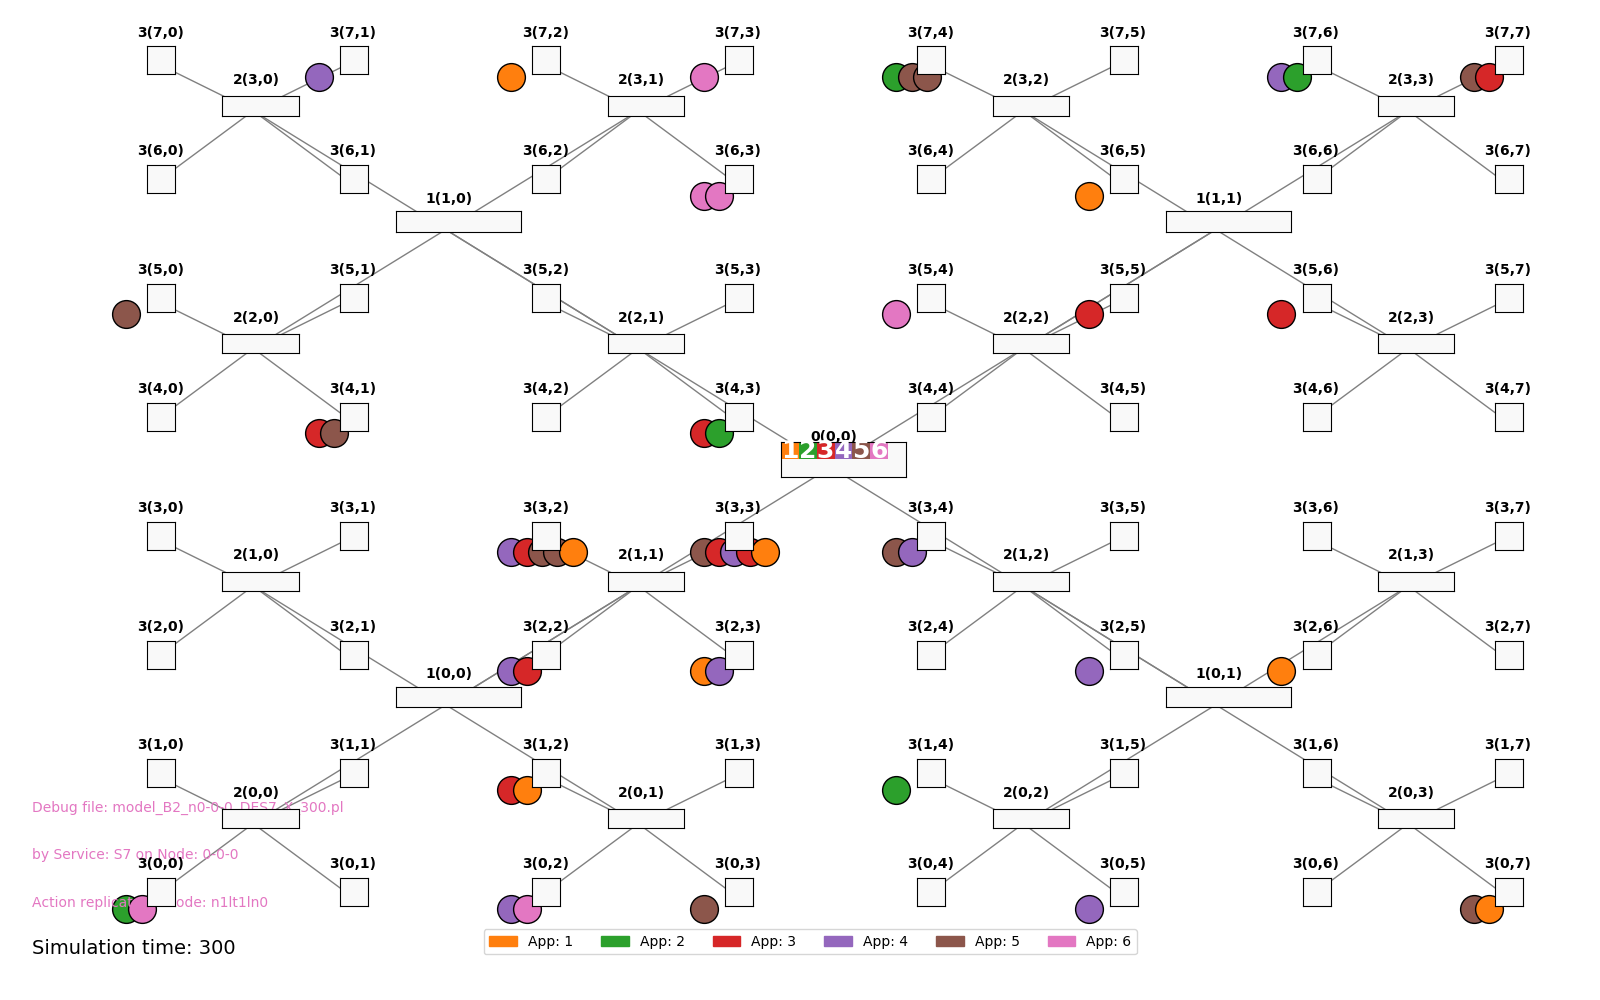 3(7,0) 3(7,1) 3(7,2) 3(7,3) 3(7,4) 3(7,5) 3(7,6) 3(7,7)
2(3,0) 2(3,1) 2(3,2) 2(3,3)
3(6,0) 3(6,1) 3(6,2) 3(6,3) 3(6,4) 3(6,5) 3(6,6) 3(6,7)
1(1,0) 1(1,1)
3(5,0) 3(5,1) 3(5,2) 3(5,3) 3(5,4) 3(5,5) 3(5,6) 3(5,7)
2(2,0) 2(2,1) 2(2,2) 2(2,3)
3(4,0) 3(4,1) 3(4,2) 3(4,3) 3(4,4) 3(4,5) 3(4,6) 3(4,7)
0(0,0)
123456
3(3,0) 3(3,1) 3(3,2) 3(3,3) 3(3,4) 3(3,5) 3(3,6) 3(3,7)
2(1,0) 2(1,1) 2(1,2) 2(1,3)
3(2,0) 3(2,1) 3(2,2) 3(2,3) 3(2,4) 3(2,5) 3(2,6) 3(2,7)
1(0,0) 1(0,1)
3(1,0) 3(1,1) 3(1,2) 3(1,3) 3(1,4) 3(1,5) 3(1,6) 3(1,7)
2(0,0) 2(0,1) 2(0,2) 2(0,3)
Debug file:
by Service: S7 on Node: 0-0-0
3(0,0) 3(0,1) 3(0,2) 3(0,3) 3(0,4) 3(0,5) 3(0,6) 3(0,7)
Action n1lt1ln0
Simulation time: 300
App: 1 App: 2 App: 3 App: 4 App: 5 App: 6